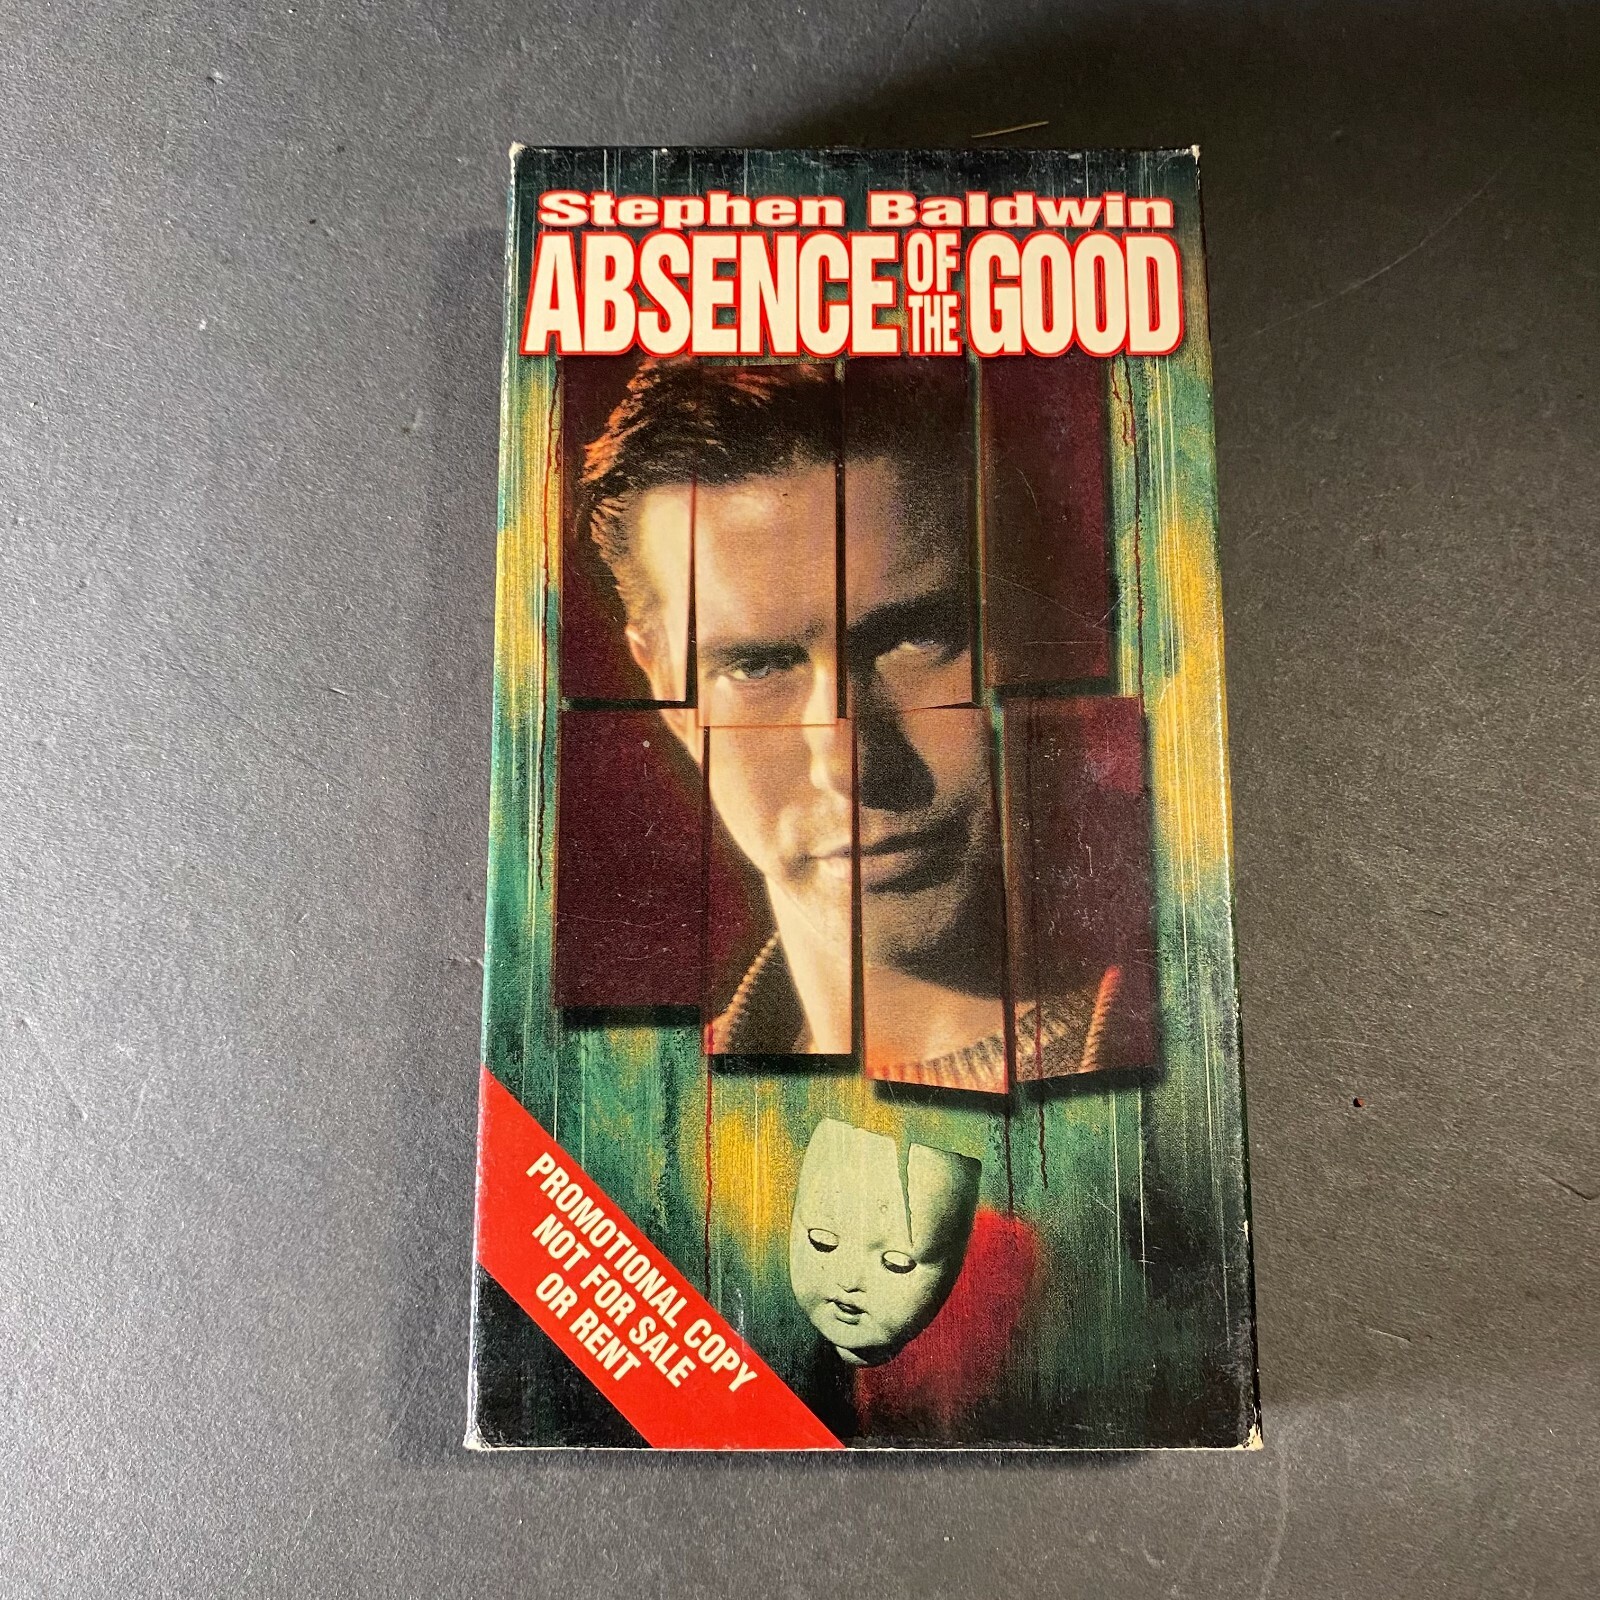 Stephen Baldwin
ABSENCE OF THE GOOD
PROMOTIONAL COPY
NOT FOR SALE
OR RENT